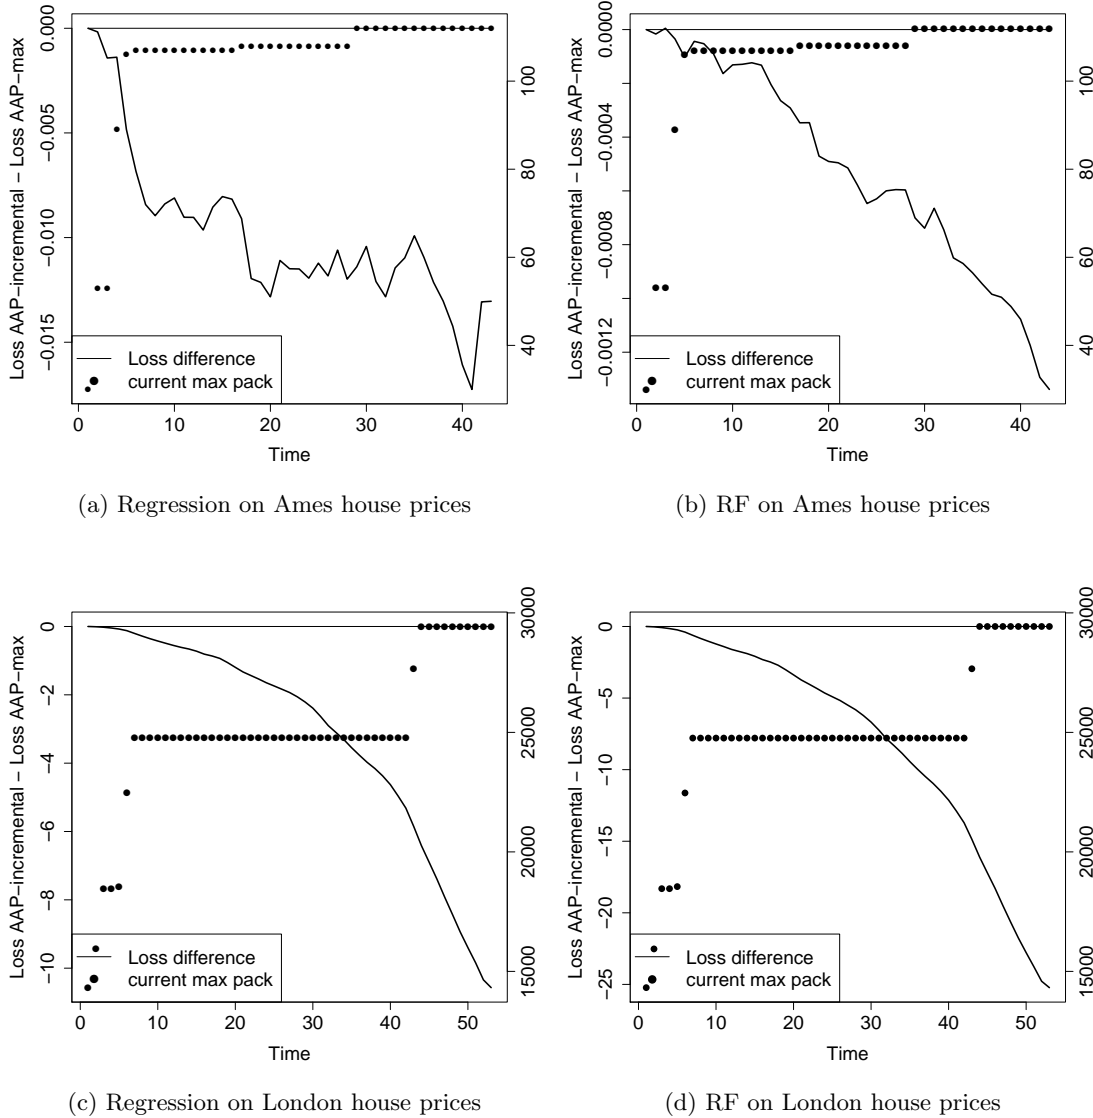 0.000
−0.005
−0.010
−0.015
Loss AAP−incremental − Loss AAP−max
100
80
60
40
Loss difference
current max pack
0 10 20 30 40
Time
(a) Regression on Ames house prices
0.0000
−0.0004
−0.0008
−0.0012
Loss AAP−incremental − Loss AAP−max
100
80
60
40
Loss difference
current max pack
0 10 20 30 40
Time
(b) RF on Ames house prices
0
−2
−4
−6
−8
−10
Loss AAP−incremental − Loss AAP−max
30000
25000
20000
15000
Loss difference
current max pack
0 10 20 30 40 50
Time
(c) Regression on London house prices
0
−5
−10
−15
−20
−25
Loss AAP−incremental − Loss AAP−max
30000
25000
20000
15000
Loss difference
current max pack
0 10 20 30 40 50
Time
(d) RF on London house prices